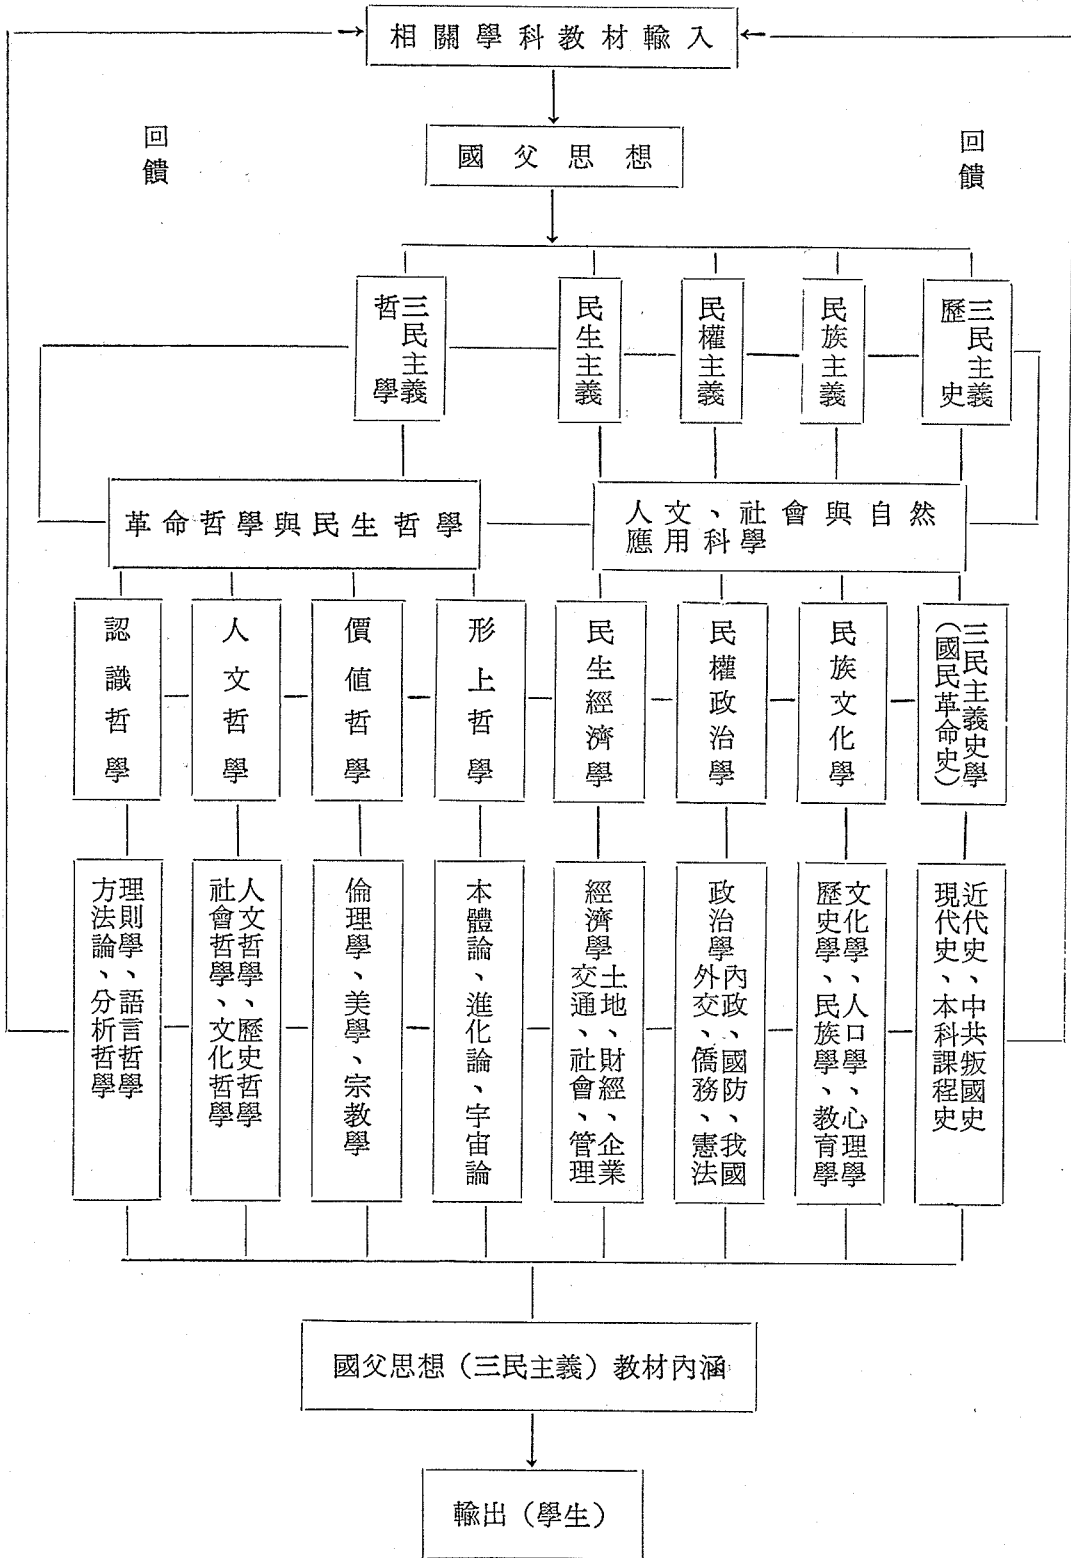 相關學科教材輸入
回饋
回饋
國父思想
三民主義
歷史
民族主義
民權主義
民生主義
三民主義
哲學
人文、社會與自然
應用科學
革命哲學與民生哲學
三民主義史學
(國民革命史)
民族文化學
民權政治學
民生經濟學
形上哲學
價值哲學
人文哲學
認識哲學
近代史、中共叛國史
現代史、本科課程史
文化學、人口學、心理學
歷史學、民族學、教育學
政治學
內政、國防、我國
外交、僑務、憲法
經濟學
土地、財經、企業
交通、社會、管理
本體論、進化論、宇宙論
倫理學、美學、宗教學
人文哲學、歷史哲學
社會哲學、文化哲學
理則學、語言哲學
方法論、分析哲學
國父思想(三民主義)教材內涵
輸出(學生)